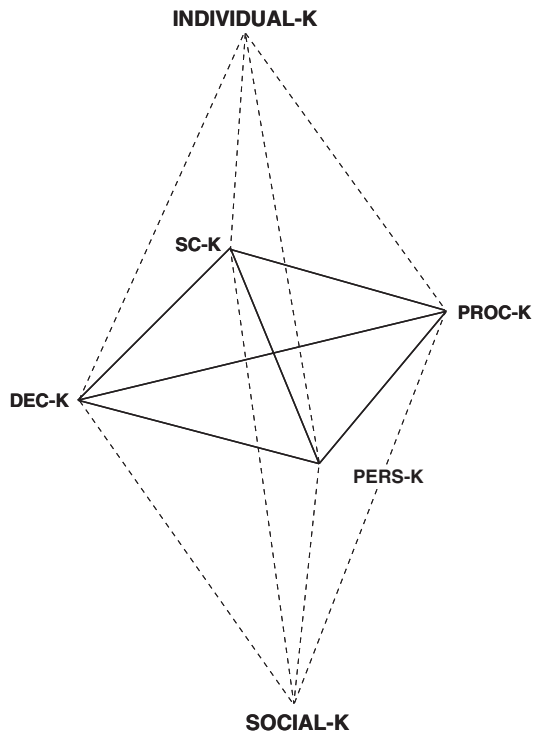 INDIVIDUAL-K
SC-K
PROC-K
DEC-K
PERS-K
SOCIAL-K